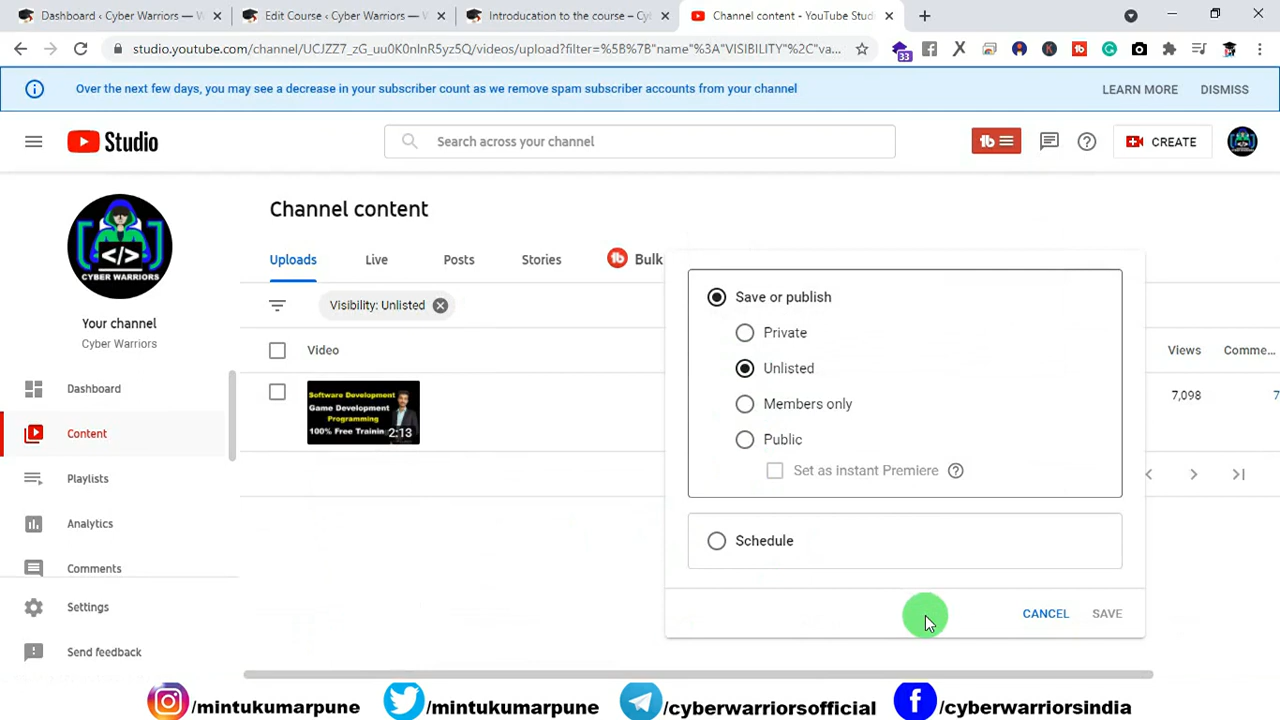 Dashboard ‹ Cyber Warriors — W
Edit Course ‹ Cyber Warriors — W
Introducation to the course – Cyb
Channel content - YouTube Stud
studio.youtube.com/channel/UCJZZ7_zG_uu0K0nInR5yz5Q/videos/upload?filter=%5B%7B"name"%3A"VISIBILITY"%2C"va...
33
Over the next few days, you may see a decrease in your subscriber count as we remove spam subscriber accounts from your channel
LEARN MORE
DISMISS
Studio
Search across your channel
CREATE
CYBER WARRIORS
Your channel
Cyber Warriors
Dashboard
Content
Playlists
Analytics
Comments
Settings
Send feedback
Channel content
Uploads
Live
Posts
Stories
Bulk
Visibility: Unlisted
Video
Views
Comme...
Software Development
Game Development
Programming
100% Free Trainin
2:13
7,098
7
Save or publish
Private
Unlisted
Members only
Public
Set as instant Premiere
Schedule
CANCEL
SAVE
/mintukumarpune
/mintukumarpune
/cyberwarriorsofficial
/cyberwarriorsindia